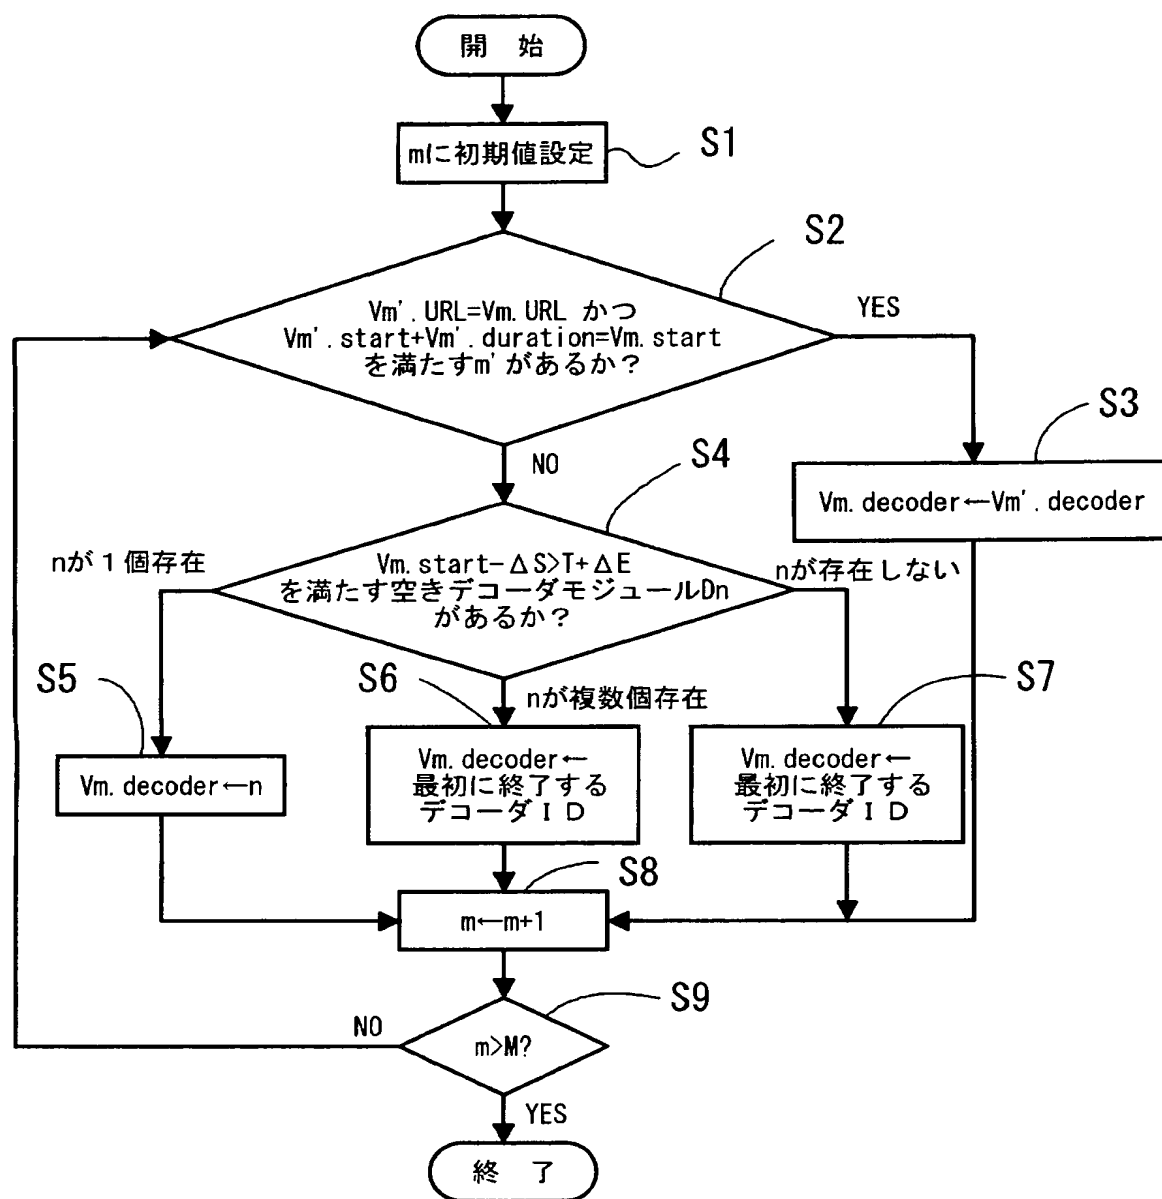 開 始
mに初期値設定
S1
S2
Vm'.URL=Vm.URL かつ
Vm'.start+Vm'.duration=Vm.start
を満たすm'があるか?
YES
S3
Vm.decoder←Vm'.decoder
NO
S4
Vm.start-ΔS>T+ΔE
を満たす空きデコーダモジュールDn
があるか?
nが1個存在
nが存在しない
S5
Vm.decoder←n
S6
nが複数個存在
Vm.decoder←
最初に終了する
デコーダID
S7
Vm.decoder←
最初に終了する
デコーダID
S8
m←m+1
S9
m>M?
NO
YES
終 了